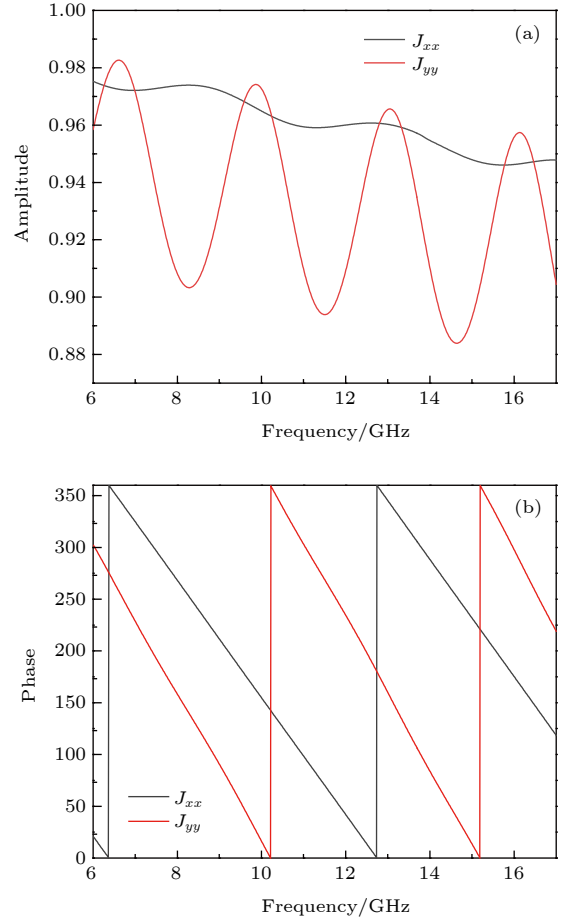 (a)
J_xx
J_yy
1.00
0.98
0.96
0.94
0.92
0.90
0.88
Amplitude
6 8 10 12 14 16
Frequency/GHz
(b)
350
300
250
200
150
100
50
0
Phase
J_xx
J_yy
6 8 10 12 14 16
Frequency/GHz